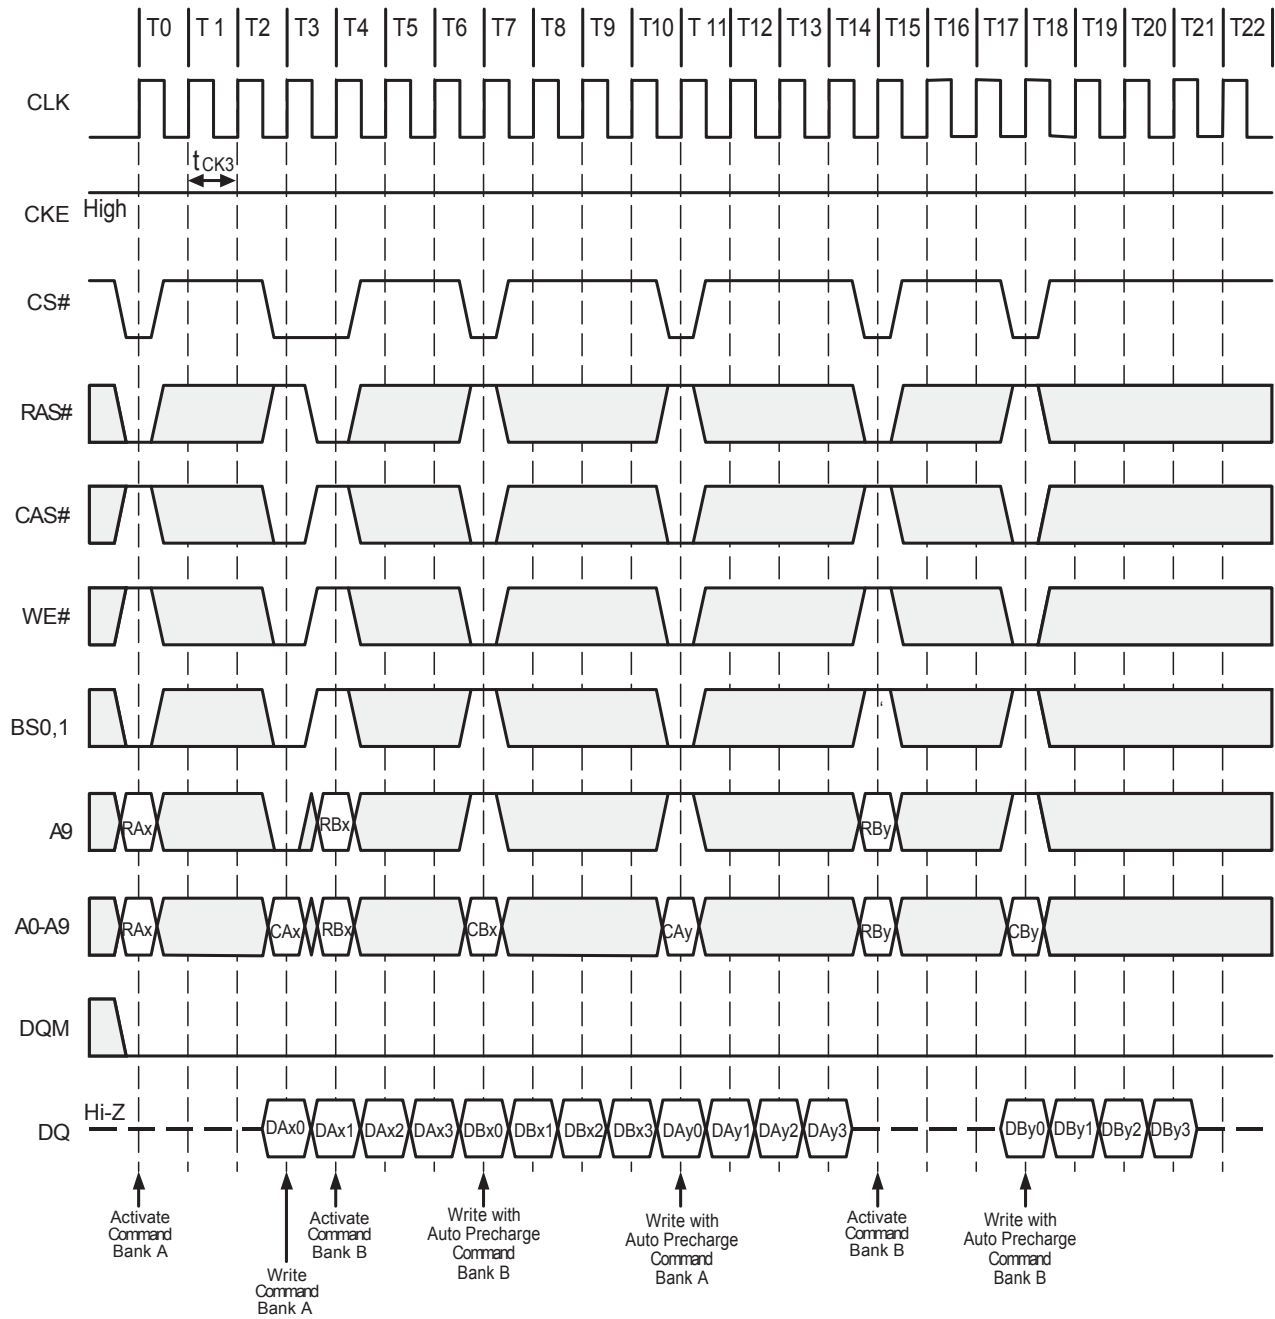 T0 T 1 T2 T3 T4 T5 T6 T7 T8 T9 T10 T 11 T12 T13 T14 T15 T16 T17 T18 T19 T20 T21 T22
CLK
tCK3
CKE High
CS#
RAS#
CAS#
WE#
BS0,1
A9 RAx RBx RBy
A0-A9 RAx CAx RBx CBx CAy RBy CBy
DQM
Hi-Z
DQ DAx0 DAx1 DAx2 DAx3 DBx0 DBx1 DBx2 DBx3 DAy0 DAy1 DAy2 DAy3 DBy0 DBy1 DBy2 DBy3
Activate
Command
Bank A
Write
Command
Bank A
Activate
Command
Bank B
Write with
Auto Precharge
Command
Bank B
Write with
Auto Precharge
Command
Bank A
Activate
Command
Bank B
Write with
Auto Precharge
Command
Bank B